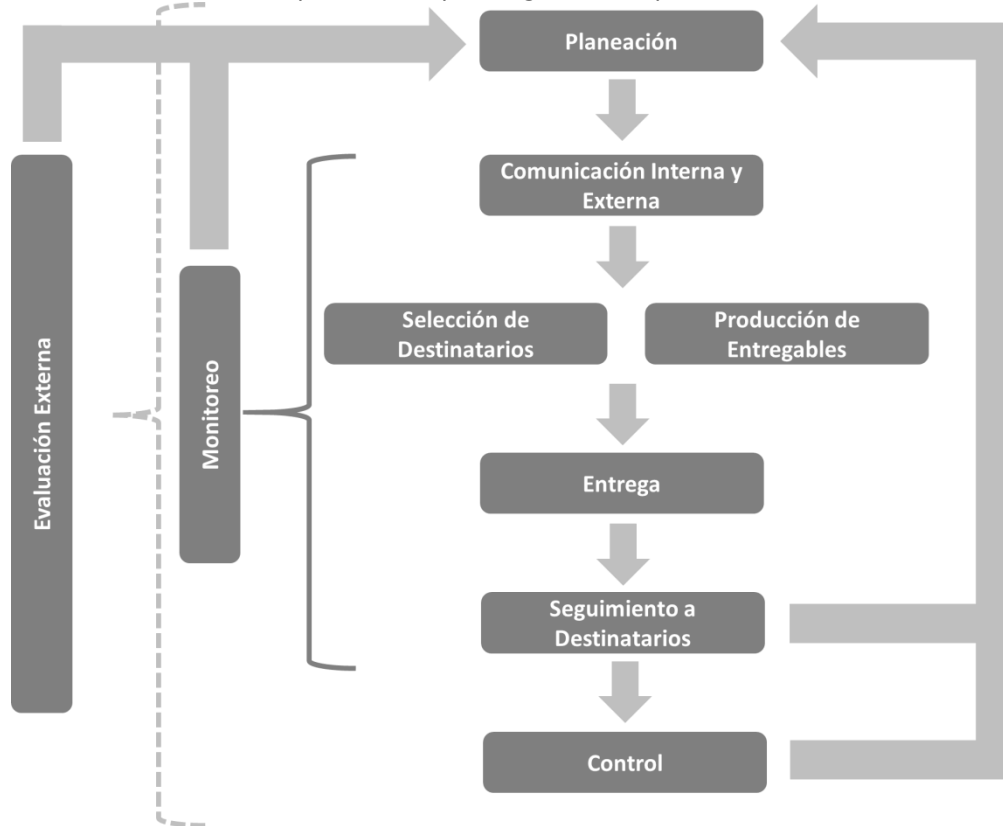 Planeación
Comunicación Interna y
Externa
Selección de
Destinatarios
Producción de
Entregables
Entrega
Seguimiento a
Destinatarios
Control
Monitoreo
Evaluación Externa